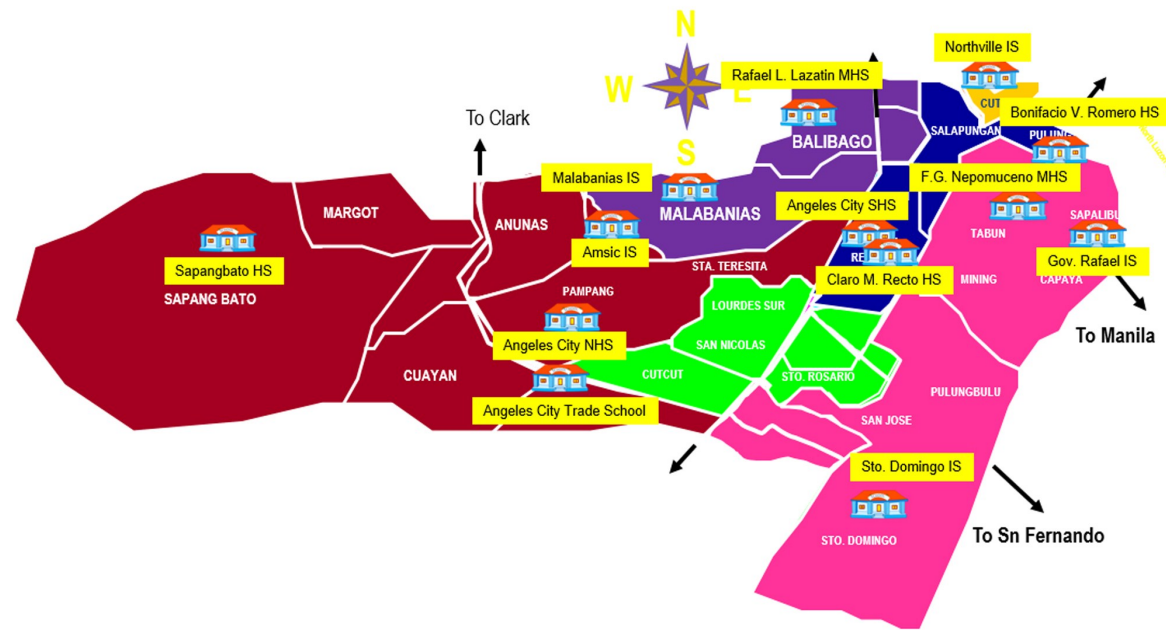 N
Northville IS
Rafael L. Lazatin MHS
W
E
CUT
Bonifacio V. Romero HS
To Clark
SALAPUNGAN
PULUNG
BALIBAGO
S
Malabanias IS
F.G. Nepomuceno MHS
MARGOT
MALABANIAS
Angeles City SHS
SAPALIBU
ANUNAS
TABUN
Amsic IS
RE
Gov. Rafael IS
Sapangbato HS
STA. TERESITA
Claro M. Recto HS
MINING
CAPAYA
SAPANG BATO
PAMPANG
LOURDES SUR
To Manila
Angeles City NHS
SAN NICOLAS
CUAYAN
CUTCUT
STO. ROSARIO
PULUNGBULU
Angeles City Trade School
SAN JOSE
Sto. Domingo IS
To Sn Fernando
STO. DOMINGO